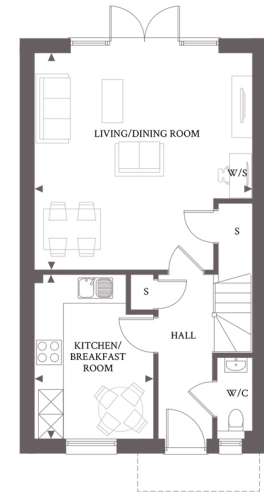 LIVING/DINING ROOM
W/S
S
S
HALL
KITCHEN/
BREAKFAST
ROOM
W/C